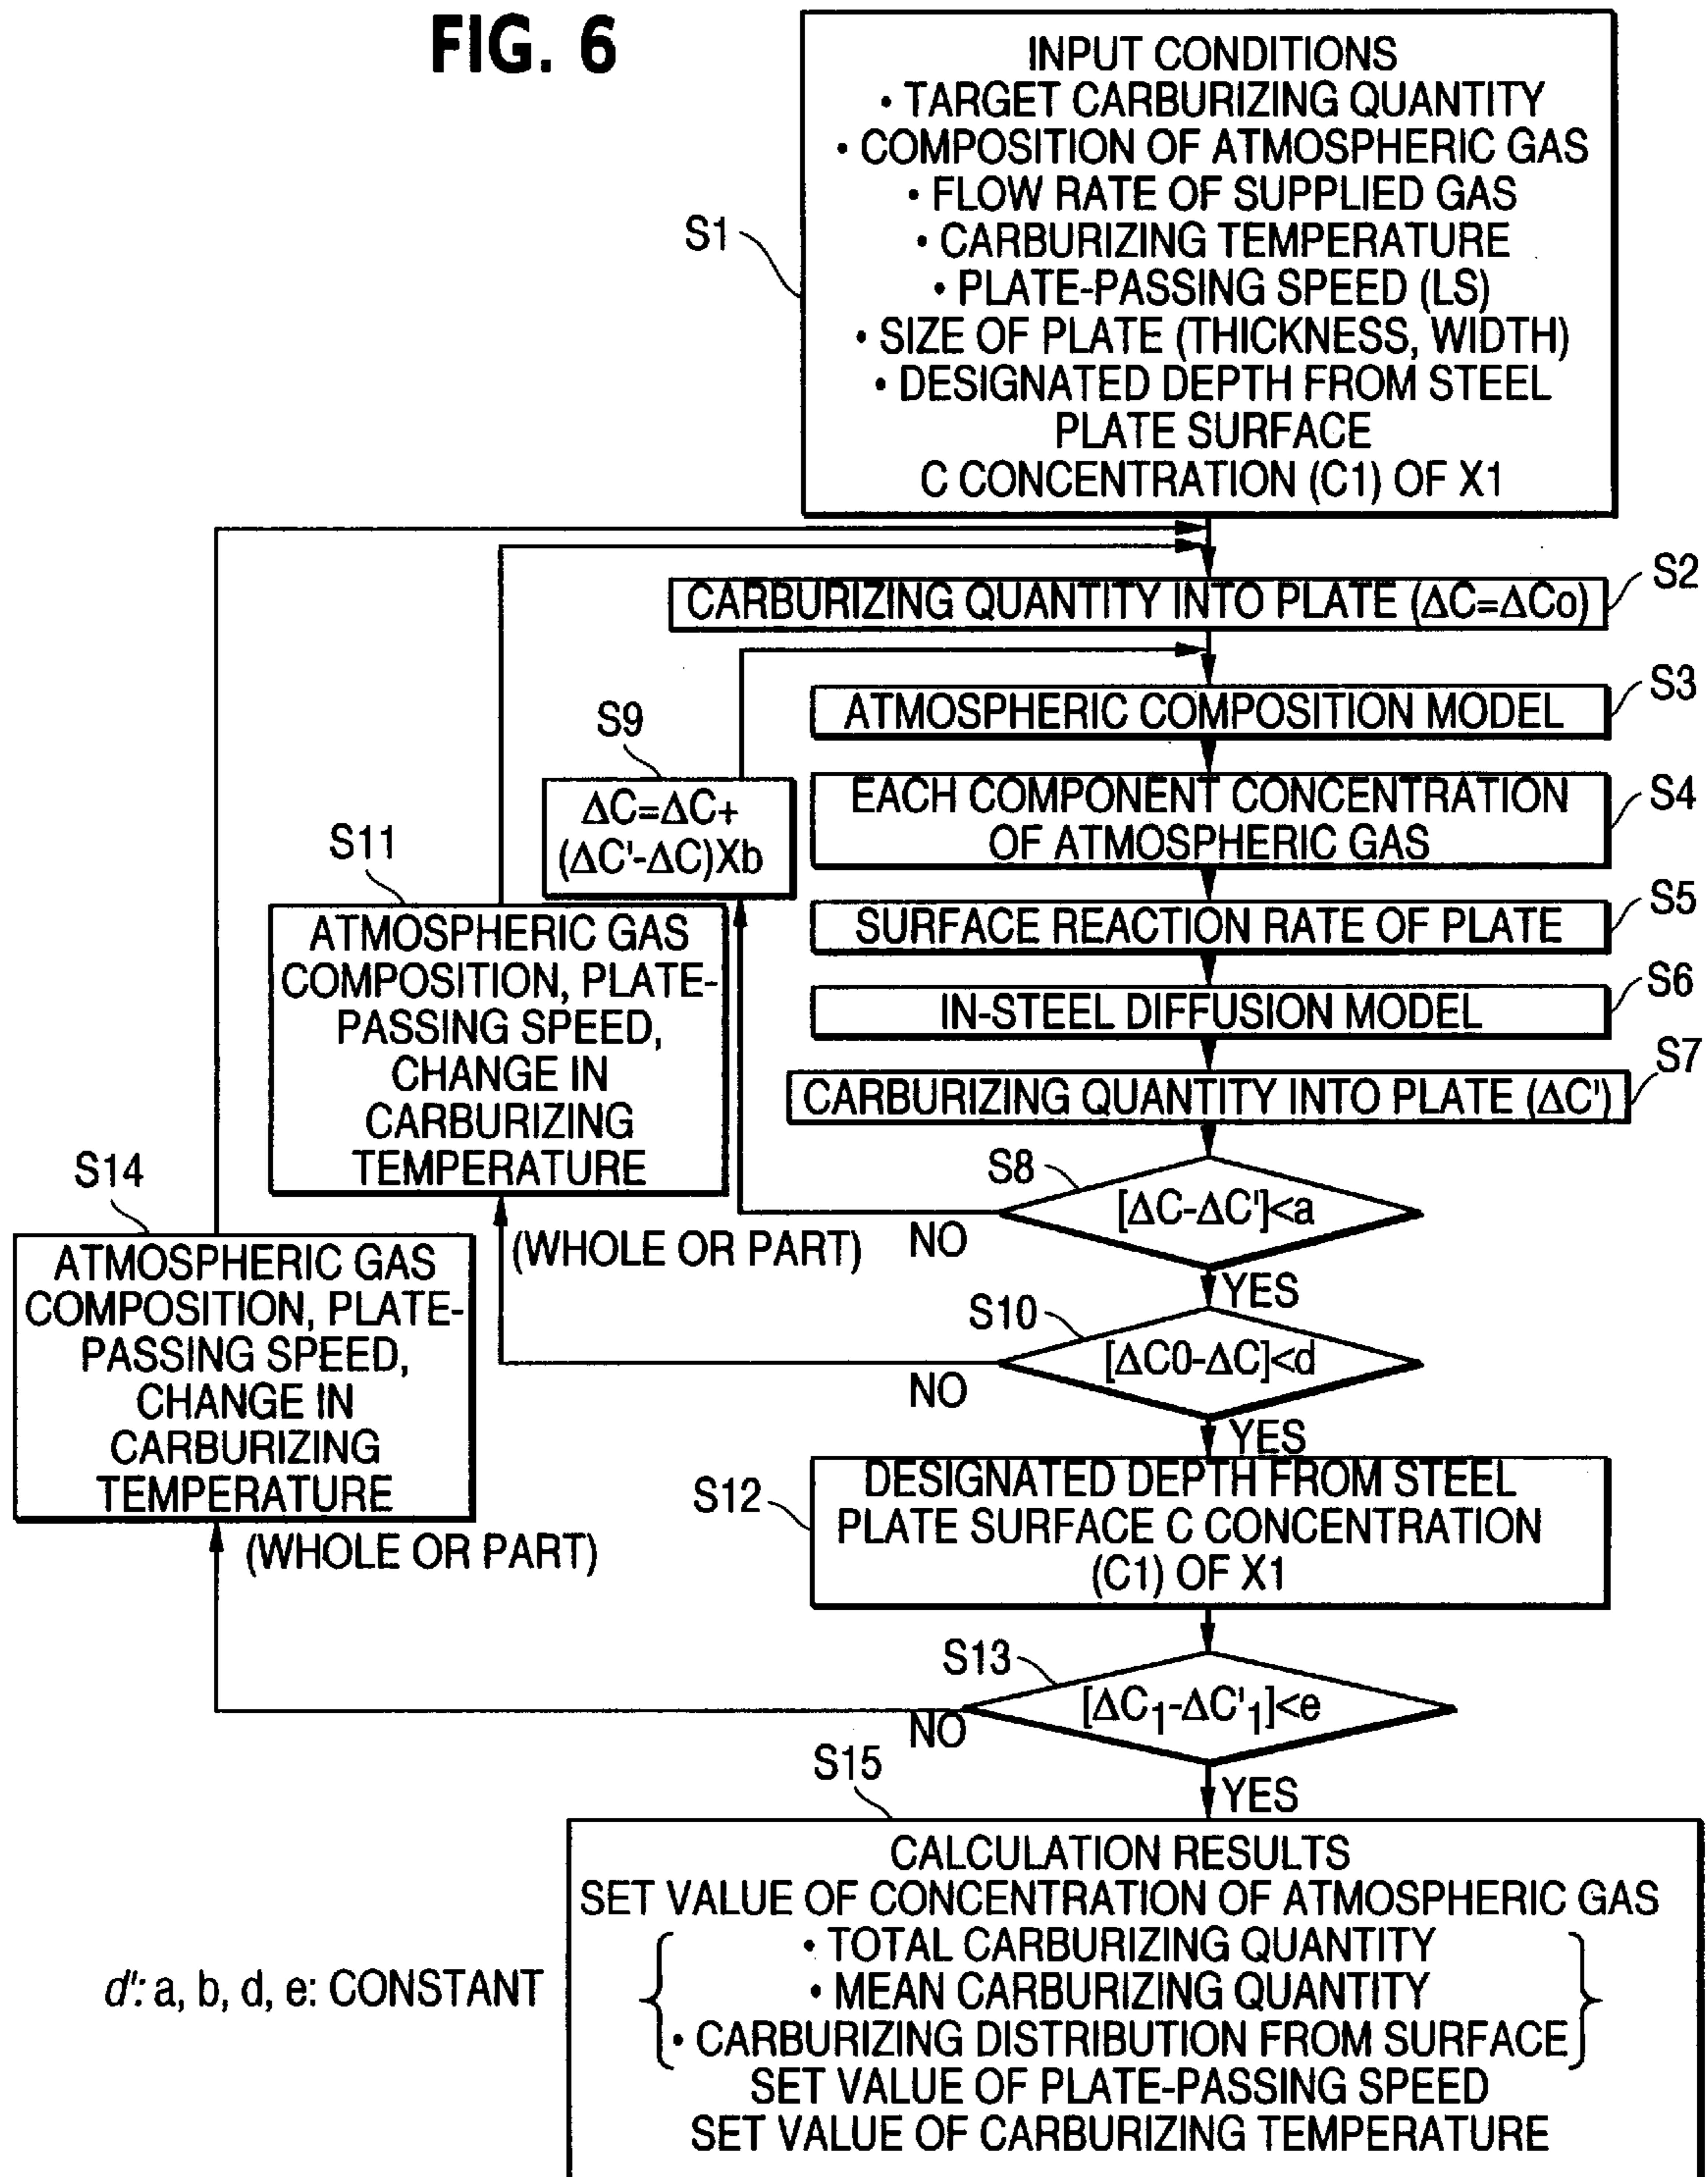 FIG. 6
INPUT CONDITIONS
• TARGET CARBURIZING QUANTITY
• COMPOSITION OF ATMOSPHERIC GAS
• FLOW RATE OF SUPPLIED GAS
• CARBURIZING TEMPERATURE
• PLATE-PASSING SPEED (LS)
• SIZE OF PLATE (THICKNESS, WIDTH)
• DESIGNATED DEPTH FROM STEEL
PLATE SURFACE
C CONCENTRATION (C1) OF X1
S1
CARBURIZING QUANTITY INTO PLATE (ΔC=ΔCo)
S2
ATMOSPHERIC COMPOSITION MODEL
S3
EACH COMPONENT CONCENTRATION
OF ATMOSPHERIC GAS
S4
SURFACE REACTION RATE OF PLATE
S5
IN-STEEL DIFFUSION MODEL
S6
CARBURIZING QUANTITY INTO PLATE (ΔC')
S7
S8
[ΔC-ΔC']<a
NO
YES
S9
ΔC=ΔC+
(ΔC'-ΔC)Xb
S10
[ΔC0-ΔC]<d
NO
YES
S11
ATMOSPHERIC GAS
COMPOSITION, PLATE-
PASSING SPEED,
CHANGE IN
CARBURIZING
TEMPERATURE
(WHOLE OR PART)
S12
DESIGNATED DEPTH FROM STEEL
PLATE SURFACE C CONCENTRATION
(C1) OF X1
S13
[ΔC1-ΔC'1]<e
NO
YES
S14
ATMOSPHERIC GAS
COMPOSITION, PLATE-
PASSING SPEED,
CHANGE IN
CARBURIZING
TEMPERATURE
(WHOLE OR PART)
S15
CALCULATION RESULTS
SET VALUE OF CONCENTRATION OF ATMOSPHERIC GAS
• TOTAL CARBURIZING QUANTITY
• MEAN CARBURIZING QUANTITY
• CARBURIZING DISTRIBUTION FROM SURFACE
SET VALUE OF PLATE-PASSING SPEED
SET VALUE OF CARBURIZING TEMPERATURE
d': a, b, d, e: CONSTANT